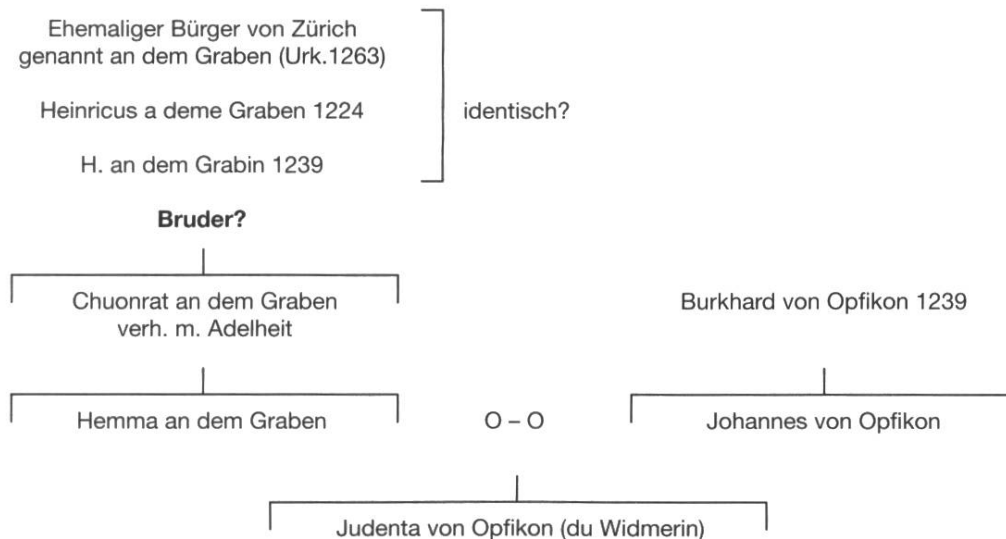 Ehemaliger Bürger von Zürich
genannt an dem Graben (Urk.1263)
Heinricus a deme Graben 1224
identisch?
H. an dem Grabin 1239
Bruder?
Chuonrat an dem Graben
verh. m. Adelheit
Burkhard von Opfikon 1239
Hemma an dem Graben
O – O
Johannes von Opfikon
Judenta von Opfikon (du Widmerin)